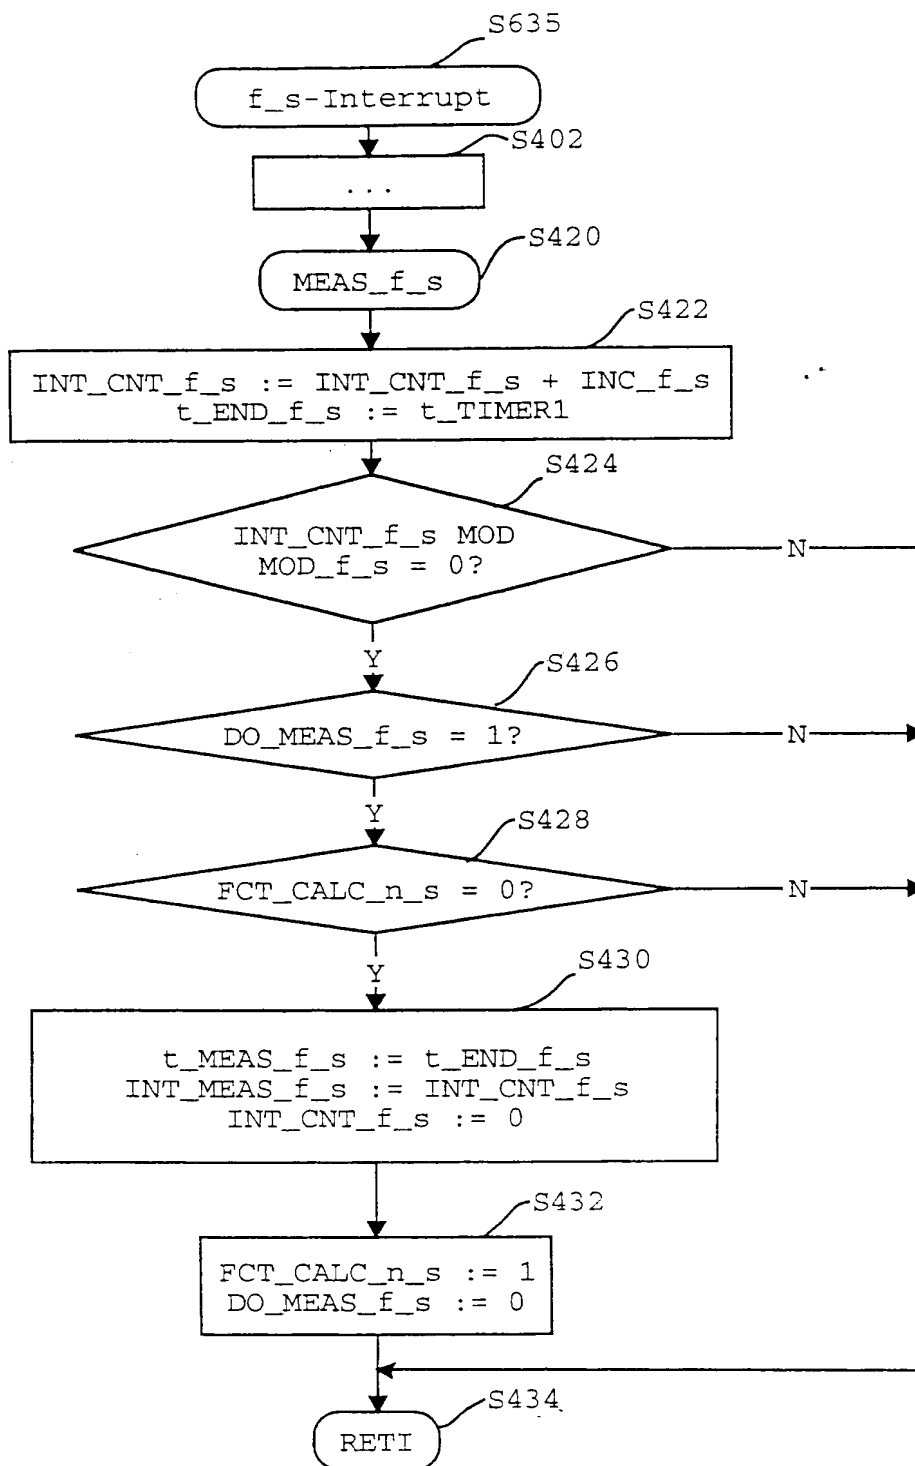 S635
f_s-Interrupt
S402
...
S420
MEAS_f_s
S422
INT_CNT_f_s := INT_CNT_f_s + INC_f_s
t_END_f_s := t_TIMER1
S424
INT_CNT_f_s MOD
MOD_f_s = 0?
N
Y
S426
DO_MEAS_f_s = 1?
N
Y
S428
FCT_CALC_n_s = 0?
N
Y
S430
t_MEAS_f_s := t_END_f_s
INT_MEAS_f_s := INT_CNT_f_s
INT_CNT_f_s := 0
S432
FCT_CALC_n_s := 1
DO_MEAS_f_s := 0
S434
RETI